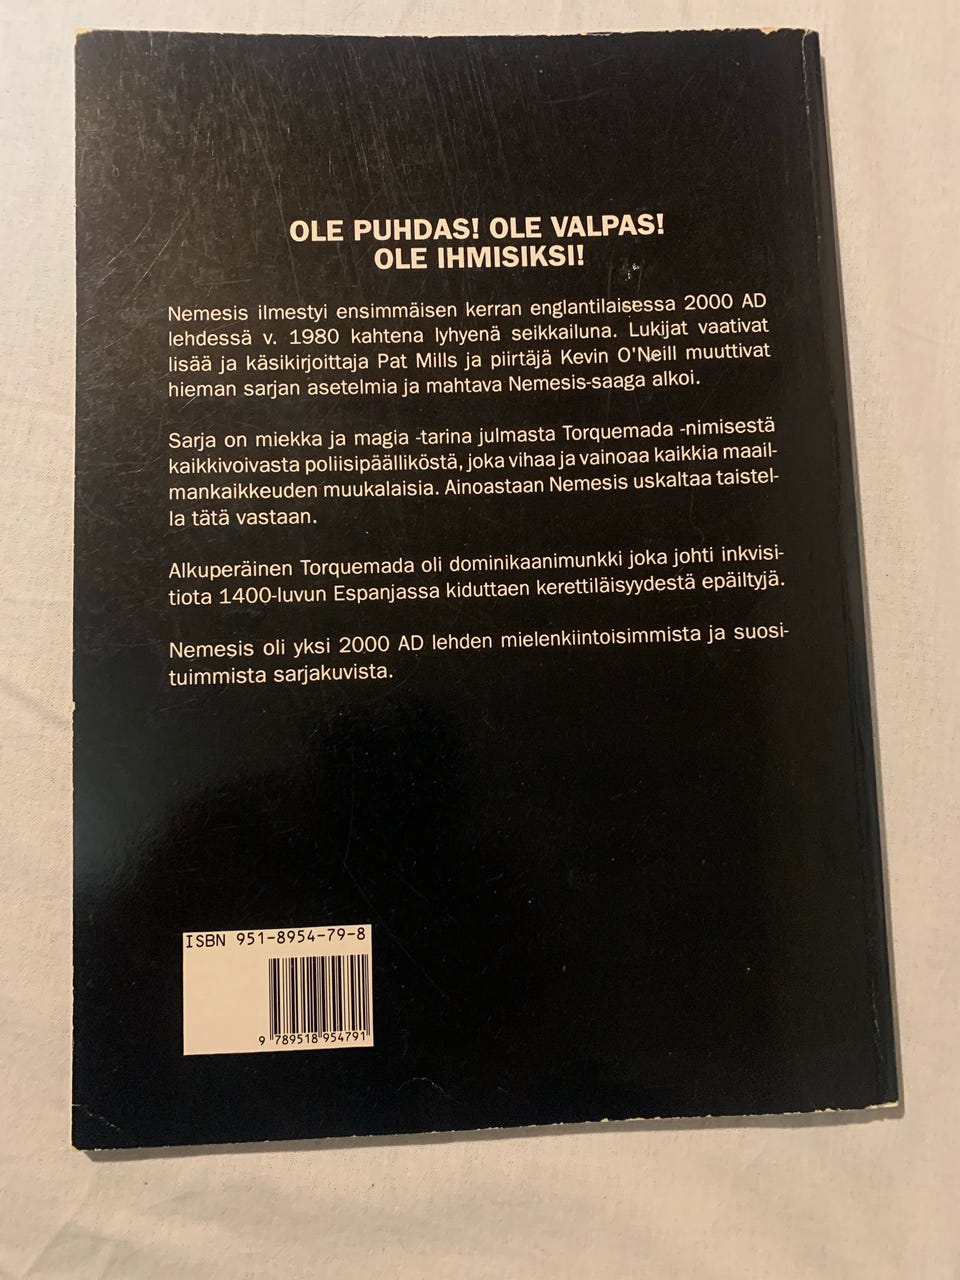 OLE PUHDAS! OLE VALPAS!
OLE IHMISIKSI!
Nemesis ilmestyi ensimmäisen kerran englantilaisessa 2000 AD
lehdessä v. 1980 kahtena lyhyenä seikkailuna. Lukijat vaativat
lisää ja käsikirjoittaja Pat Mills ja piirtäjä Kevin O'Neill muuttivat
hieman sarjan asetelmia ja mahtava Nemesis-saaga alkoi.
Sarja on miekka ja magia -tarina julmasta Torquemada -nimisestä
kaikkivoivasta poliisipäälliköstä, joka vihaa ja vainoaa kaikkia maail-
mankaikkeuden muukalaisia. Ainoastaan Nemesis uskaltaa taistel-
la tätä vastaan.
Alkuperäinen Torquemada oli dominikaanimunkki joka johti inkvisi-
tiota 1400-luvun Espanjassa kiduttaen kerettiläisyydestä epäiltyjä.
Nemesis oli yksi 2000 AD lehden mielenkiintoisimmista ja suosi-
tuimmista sarjakuvista.
ISBN 951-8954-79-8
9 789518 954791